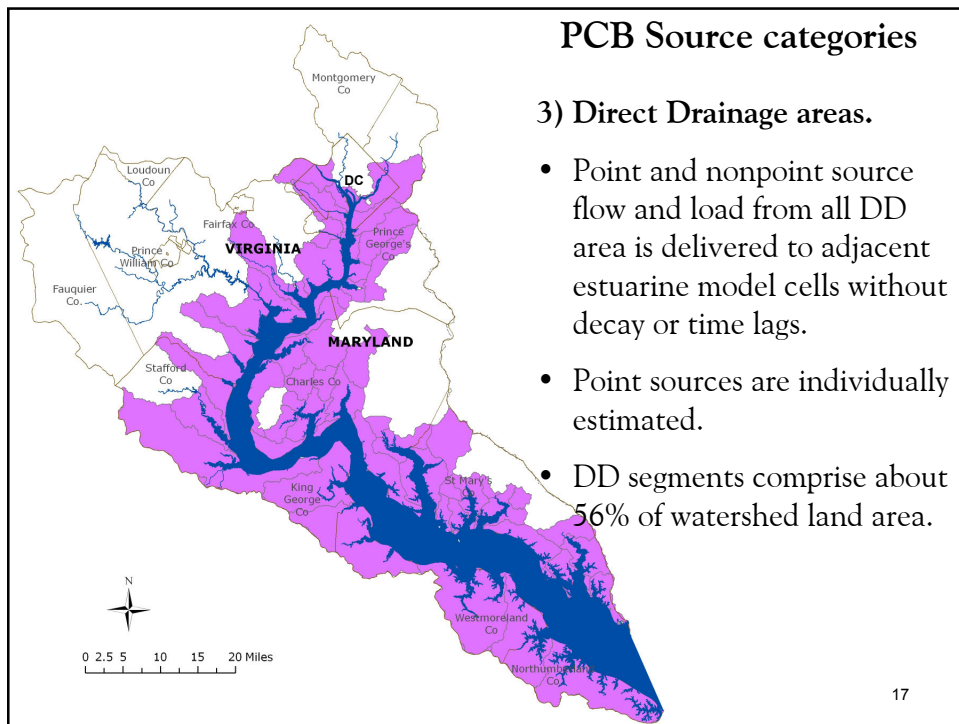 PCB Source categories
3) Direct Drainage areas.
• Point and nonpoint source
flow and load from all DD
area is delivered to adjacent
estuarine model cells without
decay or time lags.
• Point sources are individually
estimated.
• DD segments comprise about
56% of watershed land area.
Montgomery
Co
Loudoun
Co
DC
Fairfax Co
Prince
George's
Co
VIRGINIA
Prince
William Co
Fauquier
Co.
MARYLAND
Stafford
Co
Charles Co
King
George
Co
St Mary's
Co
Westmoreland
Co
Northumberland
Co
N
0 2.5 5 10 15 20 Miles
17